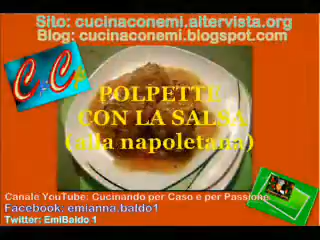 Sito: cucinaconemi.altervista.org
Blog: cucinaconemi.blogspot.com
CeCP
POLPETTE
CON LA SALSA
(alla napoletana)
Canale YouTube: Cucinando per Caso e per Passione
Facebook: emianna.baldo1
Twitter: EmiBaldo 1